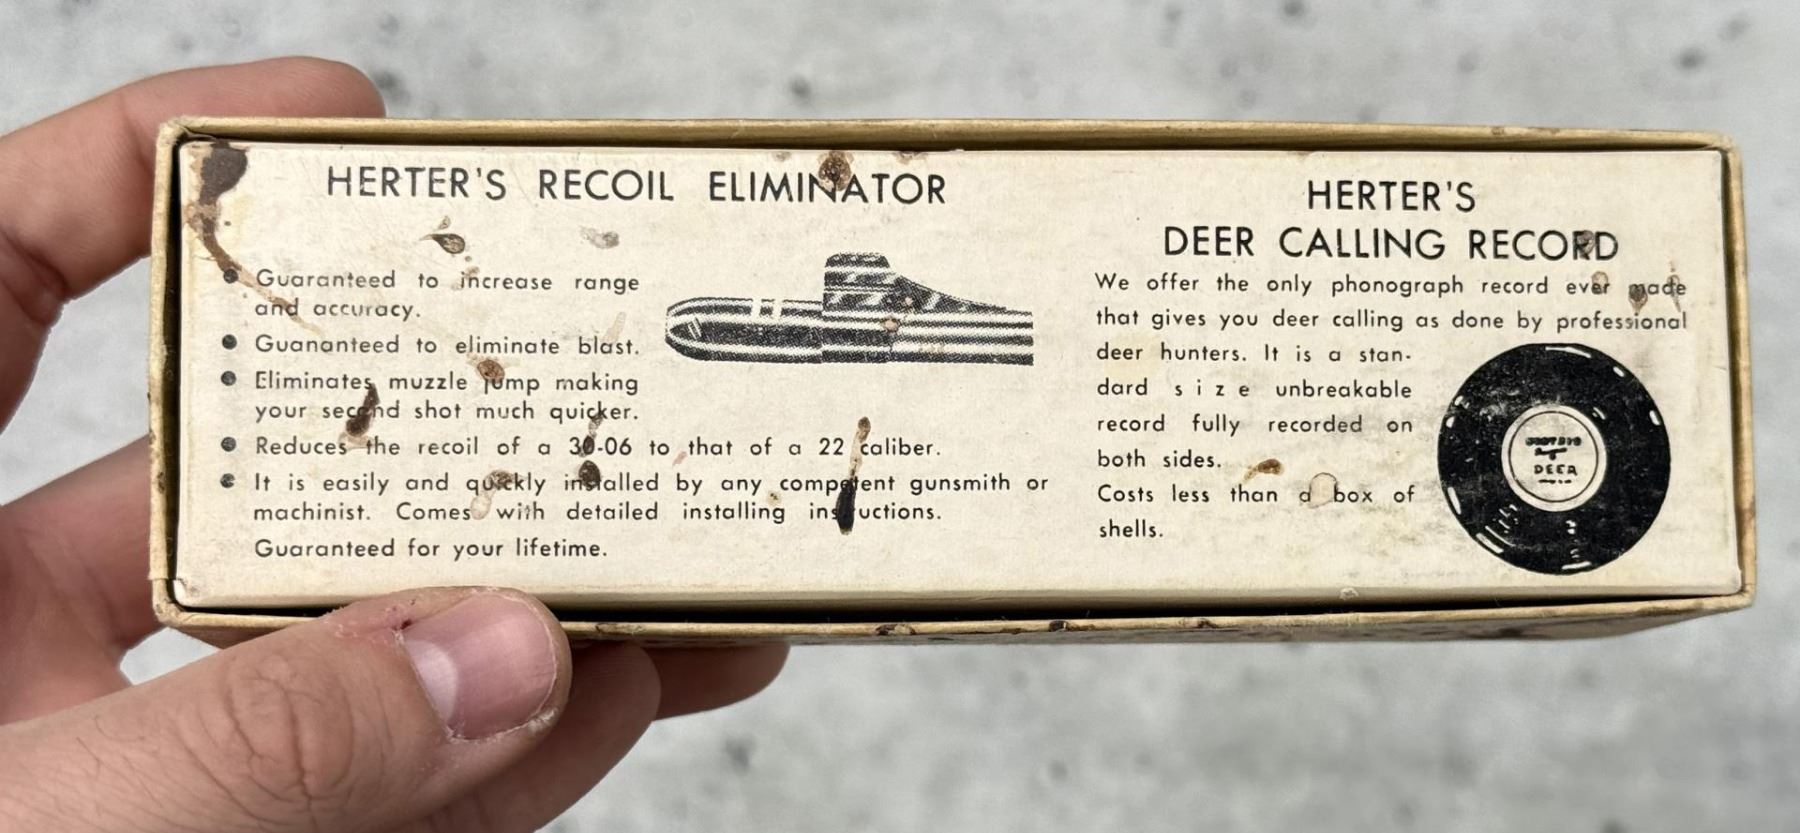 HERTER'S RECOIL ELIMINATOR
Guaranteed to increase range
and accuracy.
Guananteed to eliminate blast.
Eliminates muzzle jump making
your second shot much quicker.
Reduces the recoil of a 30-06 to that of a 22 caliber.
It is easily and quickly installed by any competent gunsmith or
machinist. Comes with detailed installing instructions.
Guaranteed for your lifetime.
HERTER'S
DEER CALLING RECORD
We offer the only phonograph record ever made
that gives you deer calling as done by professional
deer hunters. It is a stan-
dard size unbreakable
record fully recorded on
both sides.
Costs less than a box of
shells.
DEER